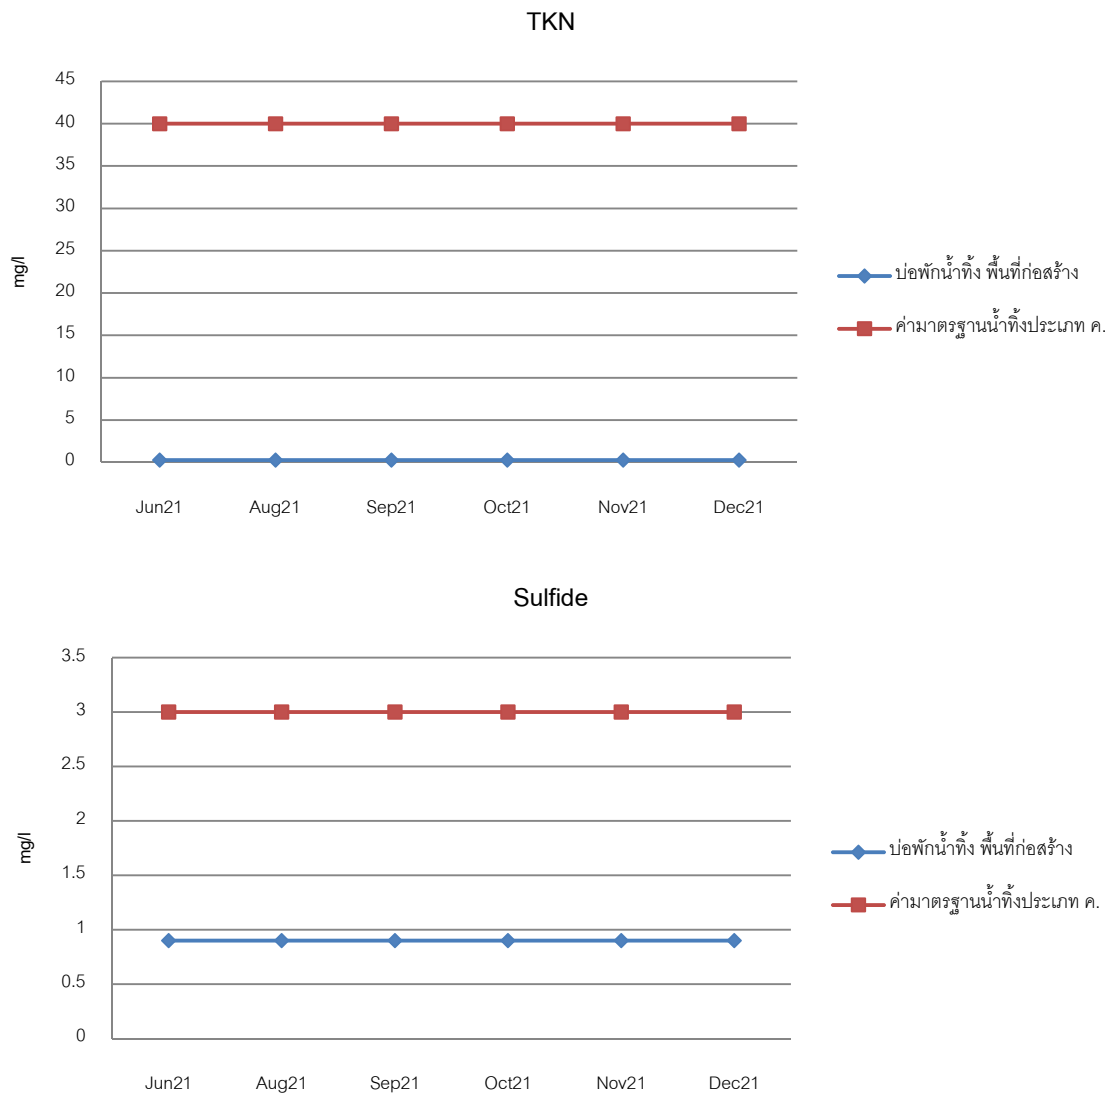 TKN
45
40
35
30
25
20
15
10
5
0
mg/l
Jun21 Aug21 Sep21 Oct21 Nov21 Dec21
บ่อพักน้ำทิ้ง พื้นที่ก่อสร้าง
ค่ามาตรฐานน้ำทิ้งประเภท ค.
Sulfide
3.5
3
2.5
2
1.5
1
0.5
0
mg/l
Jun21 Aug21 Sep21 Oct21 Nov21 Dec21
บ่อพักน้ำทิ้ง พื้นที่ก่อสร้าง
ค่ามาตรฐานน้ำทิ้งประเภท ค.